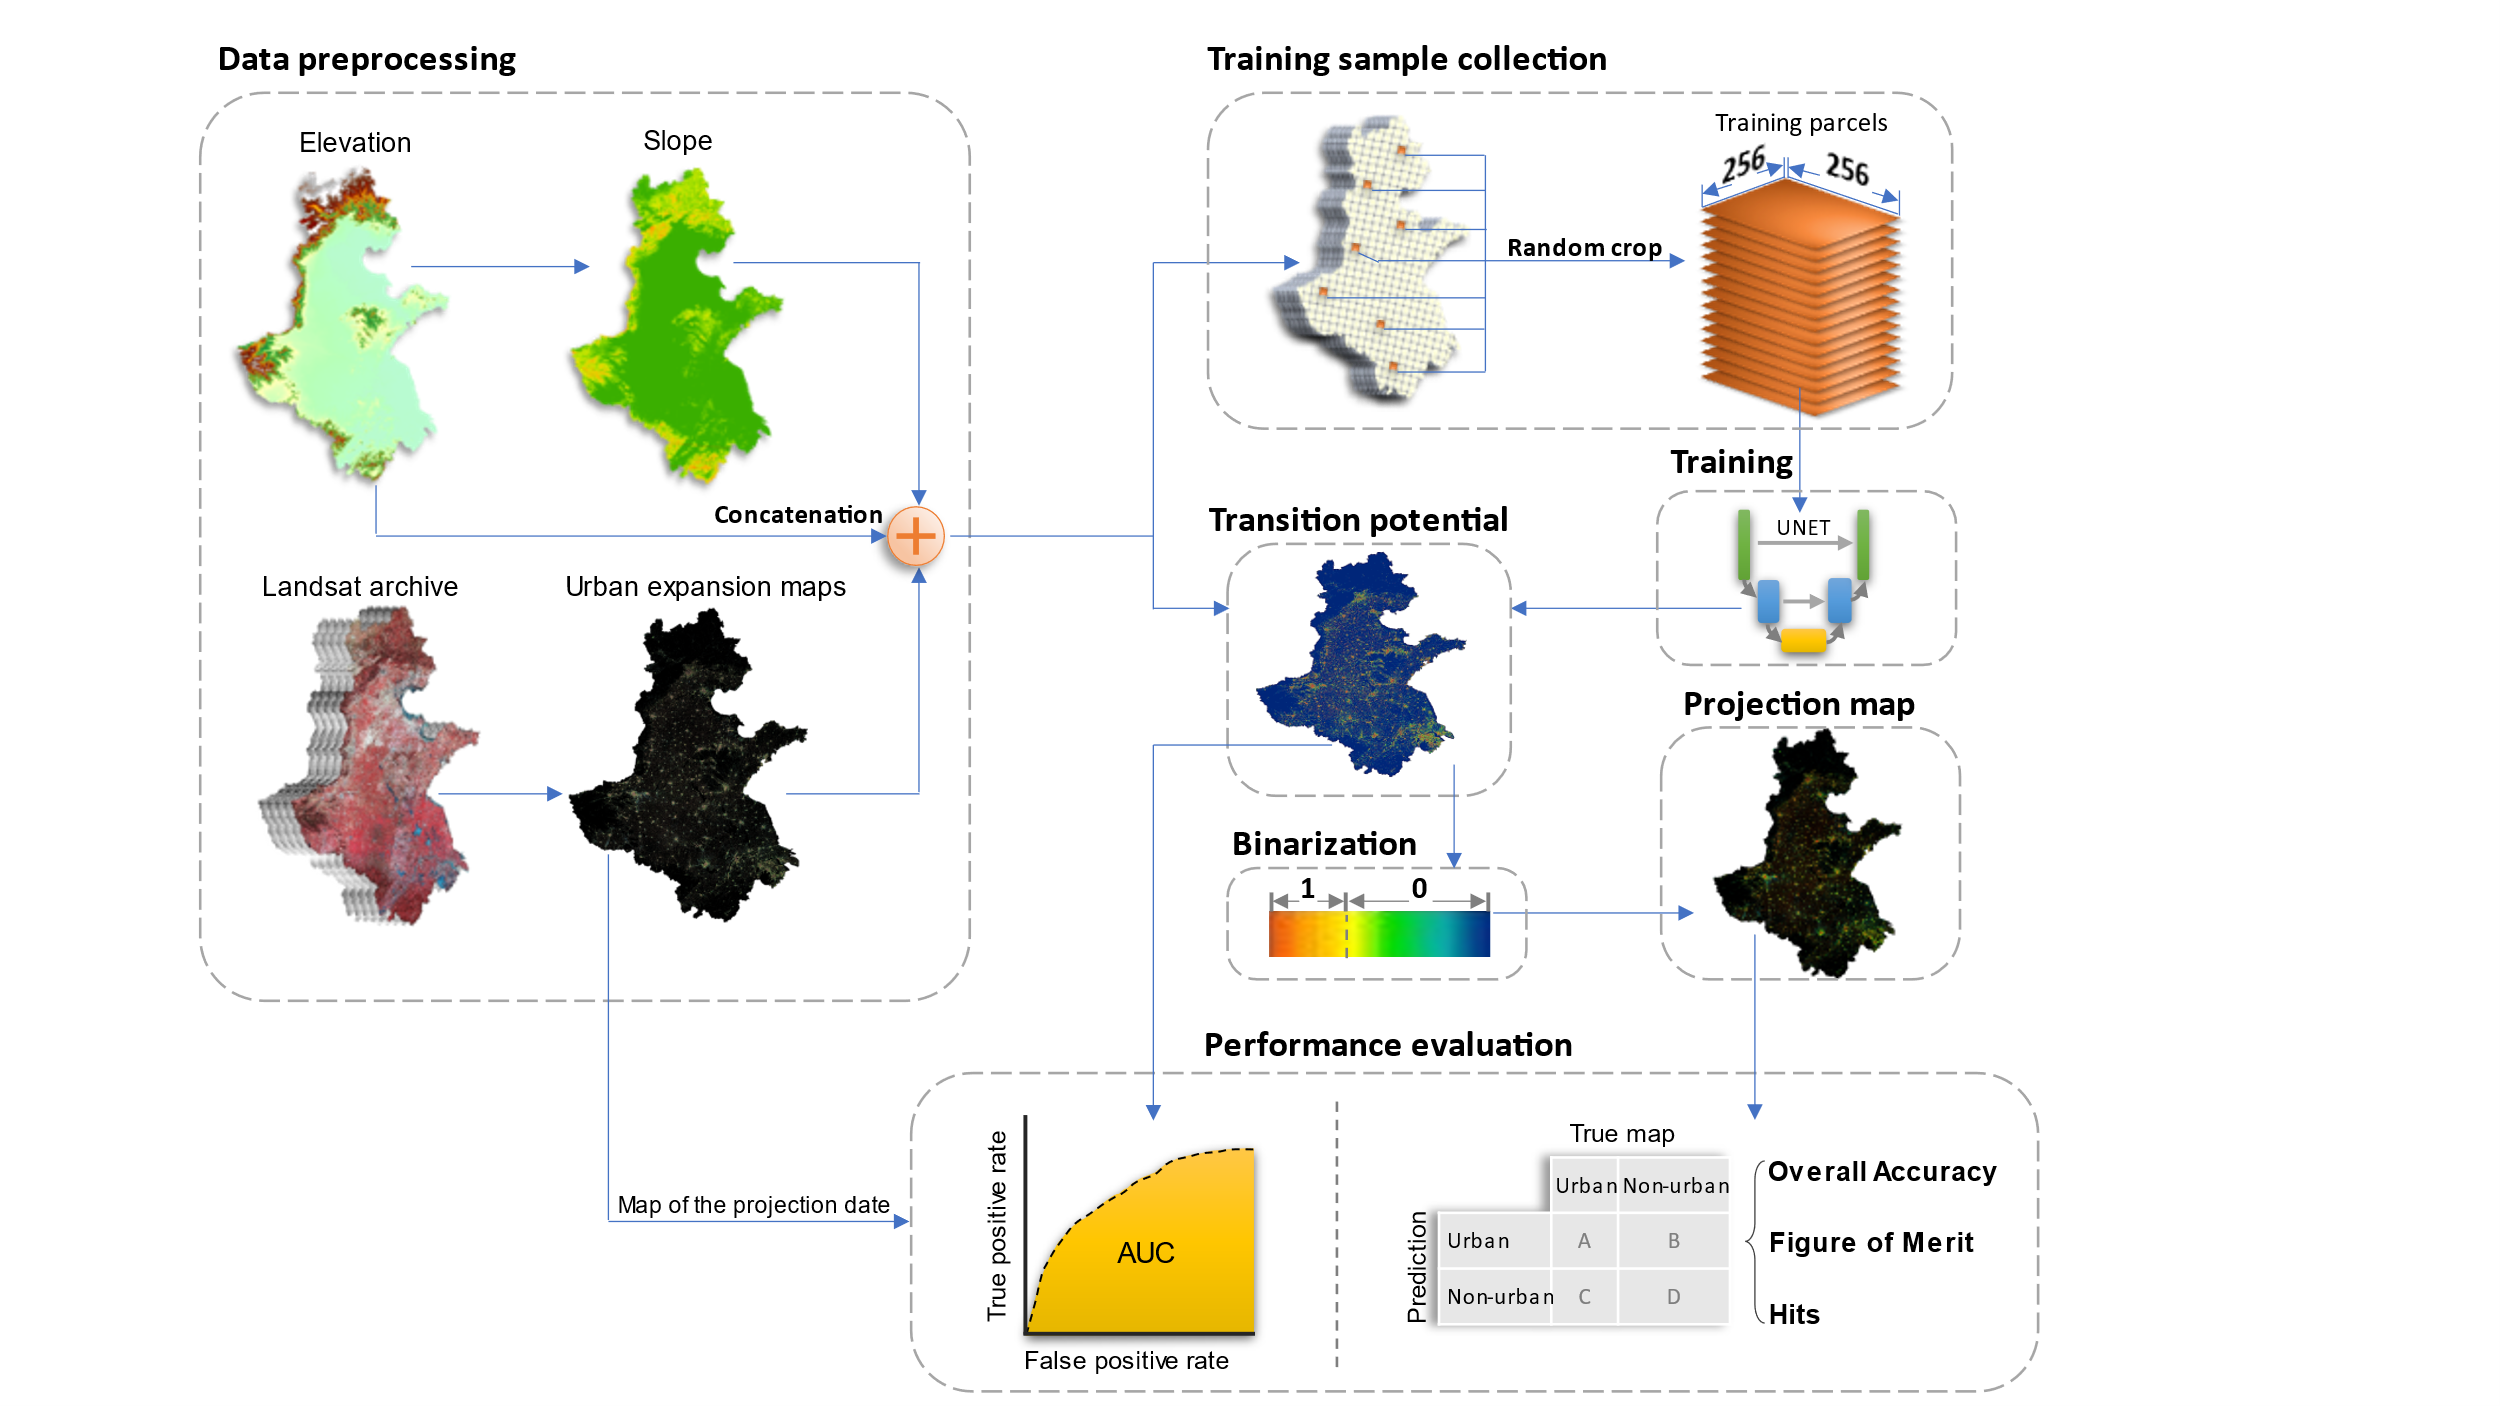 Data preprocessing
Elevation
Slope
Concatenation
Landsat archive
Urban expansion maps
Map of the projection date
Training sample collection
Training parcels
256
256
Random crop
Training
UNET
Transition potential
Projection map
Binarization
1
0
Performance evaluation
True positive rate
AUC
False positive rate
True map
Urban
Non-urban
Prediction
Urban
A
B
Non-urban
C
D
Overall Accuracy
Figure of Merit
Hits